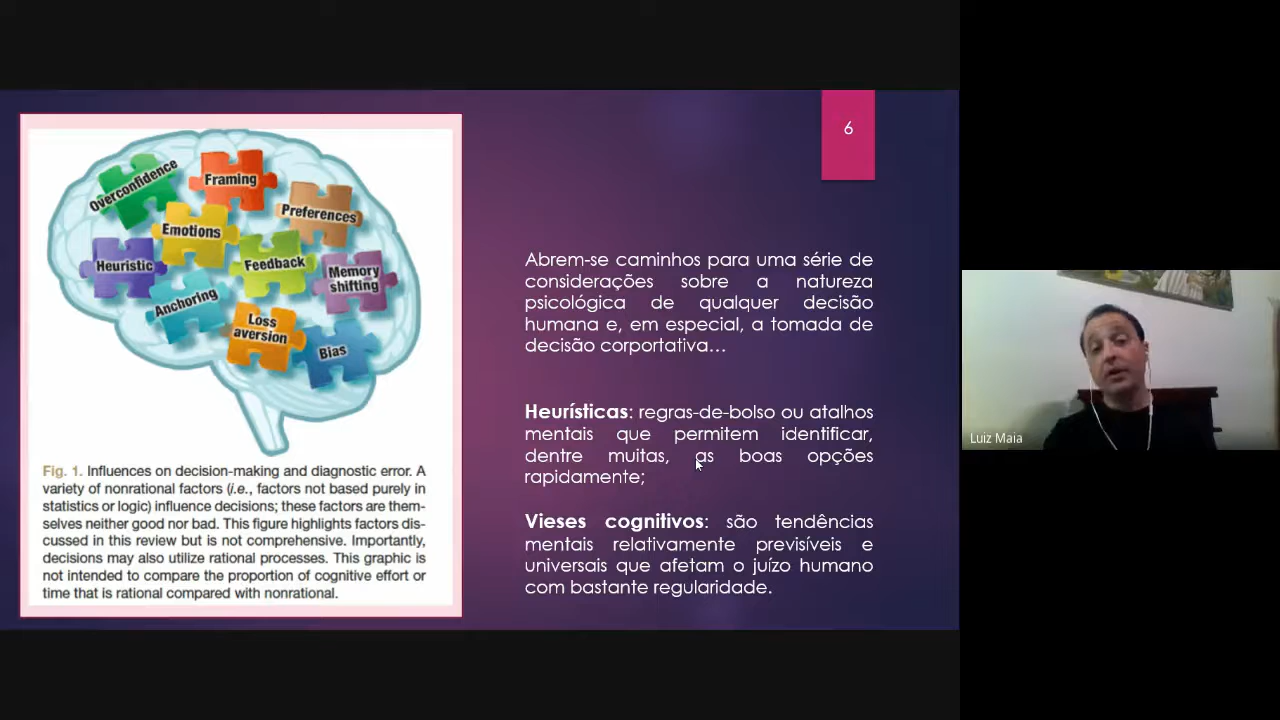 6
Overconfidence
Framing
Preferences
Emotions
Heuristic
Feedback
Memory
shifting
Anchoring
Loss
aversion
Bias
Fig. 1. Influences on decision-making and diagnostic error. A
variety of nonrational factors (i.e., factors not based purely in
statistics or logic) influence decisions; these factors are them-
selves neither good nor bad. This figure highlights factors dis-
cussed in this review but is not comprehensive. Importantly,
decisions may also utilize rational processes. This graphic is
not intended to compare the proportion of cognitive effort or
time that is rational compared with nonrational.
Abrem-se caminhos para uma série de
considerações sobre a natureza
psicológica de qualquer decisão
humana e, em especial, a tomada de
decisão corportativa...
Heurísticas: regras-de-bolso ou atalhos
mentais que permitem identificar,
dentre muitas, as boas opções
rapidamente;
Vieses cognitivos: são tendências
mentais relativamente previsíveis e
universais que afetam o juízo humano
com bastante regularidade.
Luiz Maia